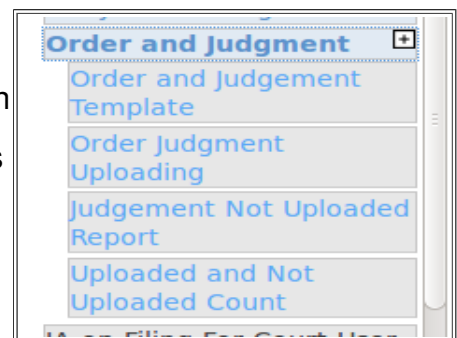 Order and Judgment
Order and Judgement
Template
Order Judgment
Uploading
Judgement Not Uploaded
Report
Uploaded and Not
Uploaded Count